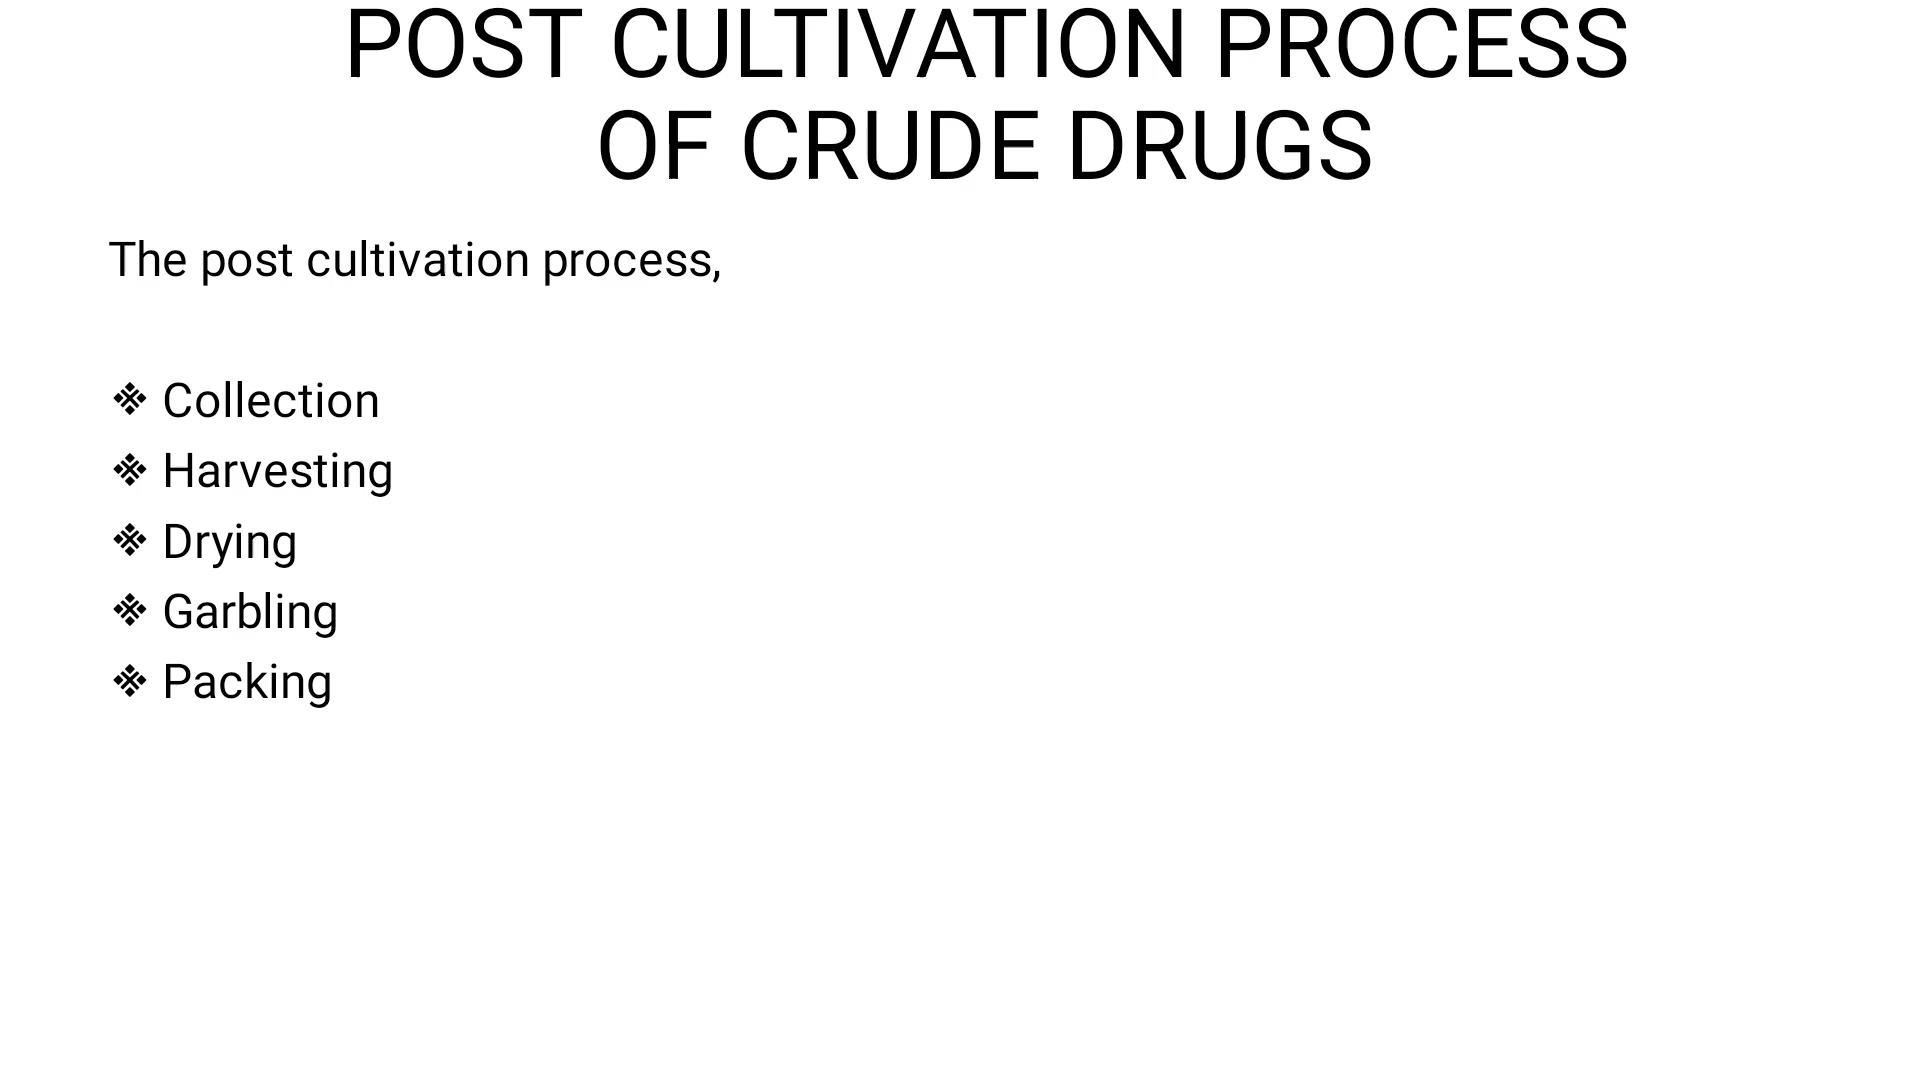 POST CULTIVATION PROCESS
OF CRUDE DRUGS
The post cultivation process,
❖ Collection
❖ Harvesting
❖ Drying
❖ Garbling
❖ Packing